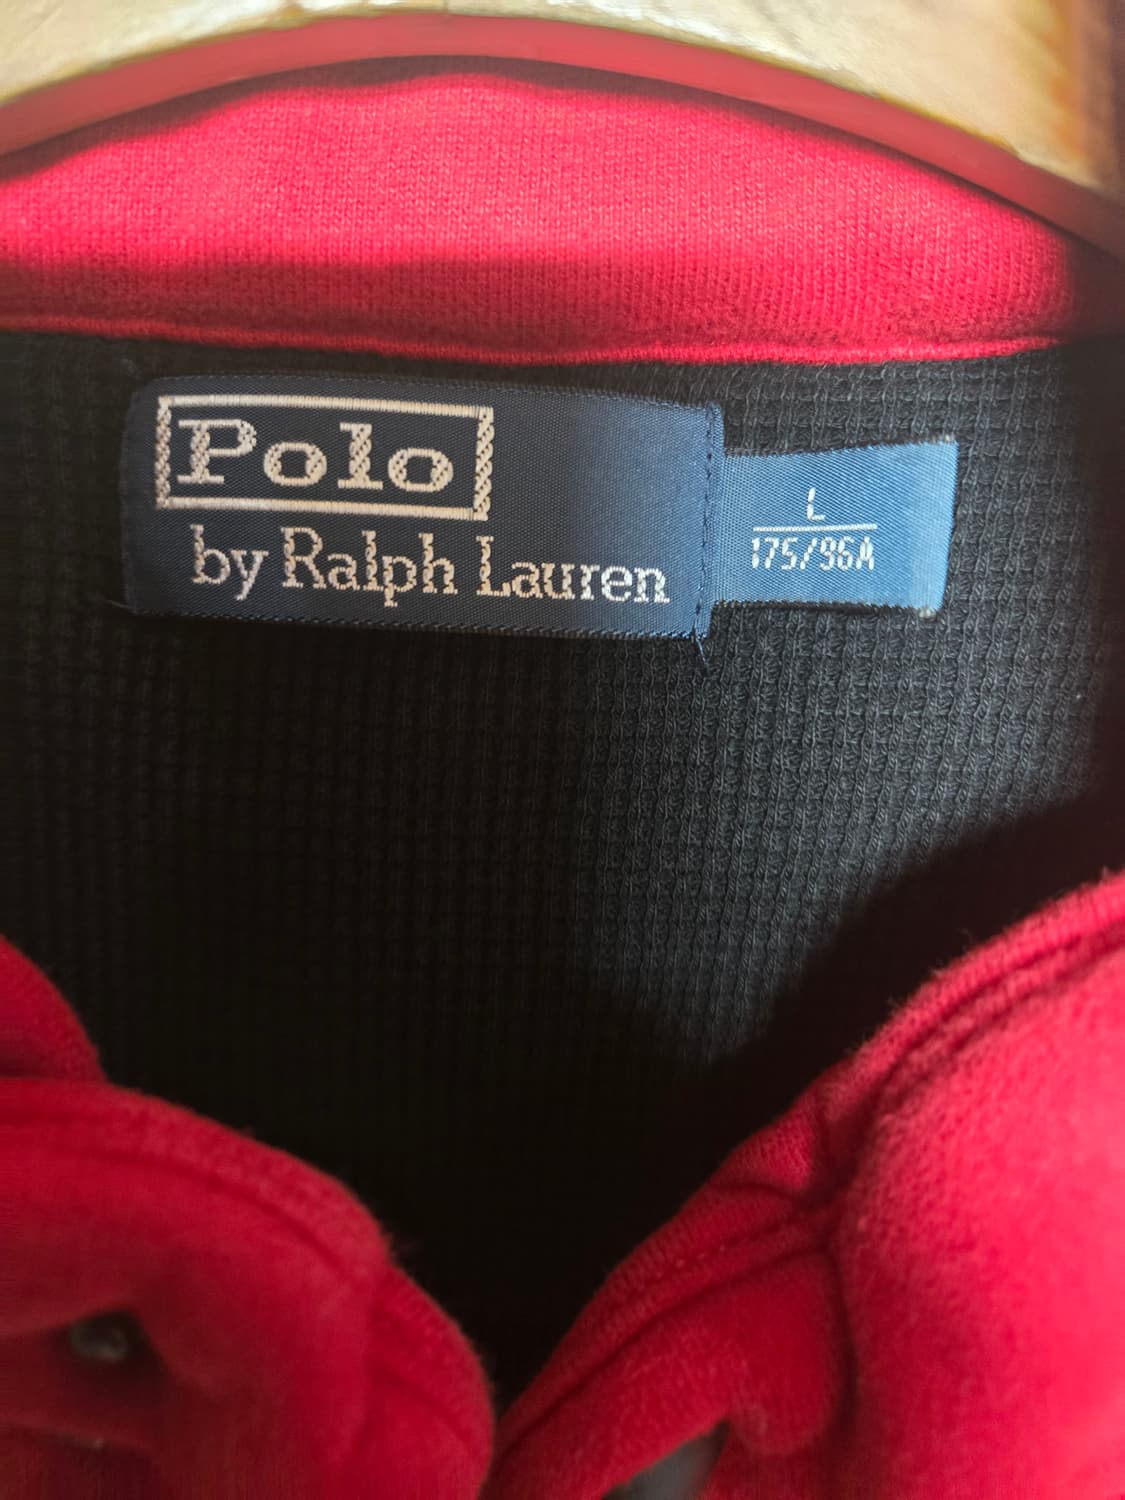 Polo
by Ralph Lauren
L
175/96A